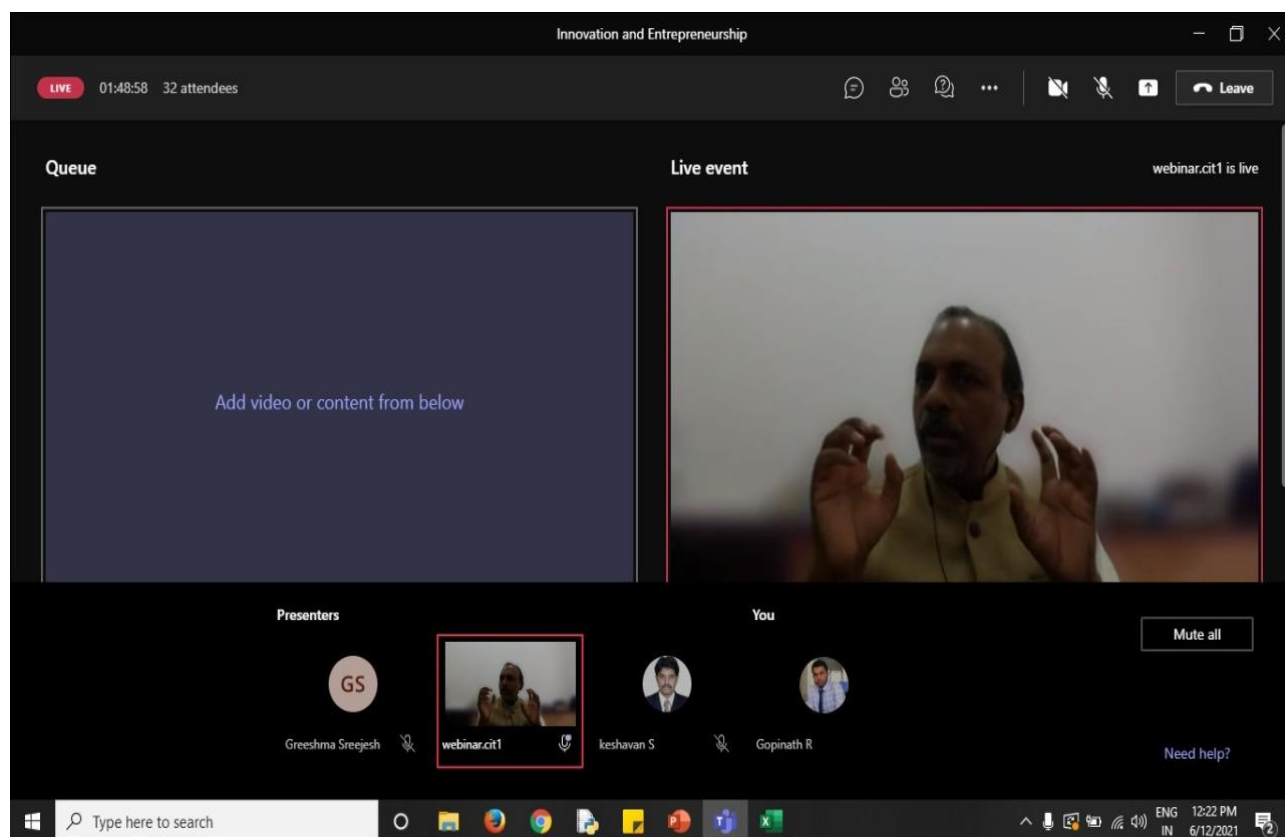 Innovation and Entrepreneurship
LIVE 01:48:58 32 attendees
Leave
Queue
Live event
webinar.cit1 is live
Add video or content from below
Presenters
You
Mute all
GS
Greeshma Sreejesh
webinar.cit1
keshavan S
Gopinath R
Need help?
Type here to search
ENG
IN
12:22 PM
6/12/2021